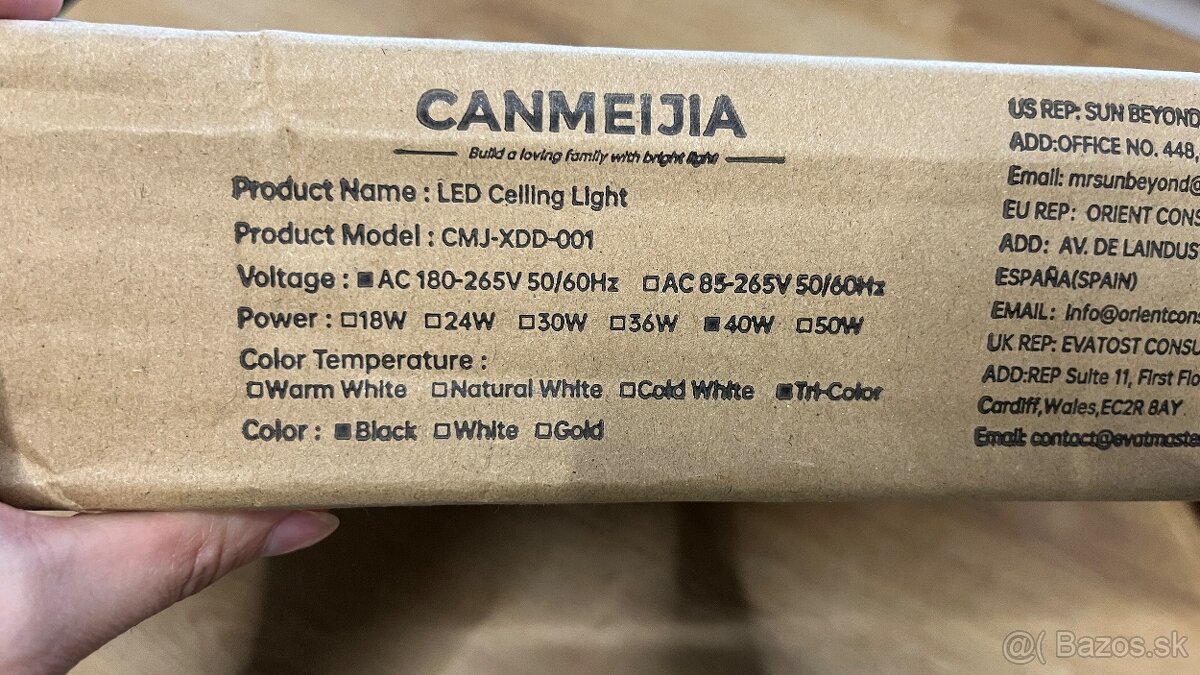 CANMEIJIA
Build a loving family with bright light
Product Name : LED Ceiling Light
Product Model : CMJ-XDD-001
Voltage : ■AC 180-265V 50/60Hz □AC 85-265V 50/60Hz
Power : □18W □24W □30W □36W ■40W □50W
Color Temperature :
□Warm White □Natural White □Cold White ■Tri-Color
Color : ■Black □White □Gold
US REP: SUN BEYOND
ADD:OFFICE NO. 448,
Email: mrsunbeyond@
EU REP: ORIENT CONS
ADD: AV. DE LAINDUS
ESPAÑA(SPAIN)
EMAIL: info@orientcons
UK REP: EVATOST CONSU
ADD:REP Suite 11, First Flo
Cardiff,Wales,EC2R 8AY
Email: contact@evatmaster
@( Bazos.sk